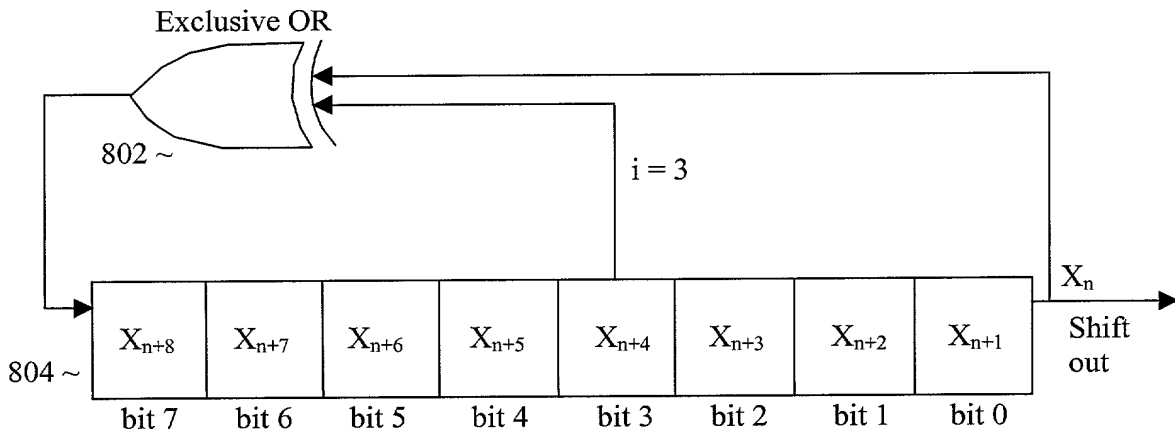 Exclusive OR
802 ~
i = 3
Xn
Shift
out
804 ~
Xn+8 Xn+7 Xn+6 Xn+5 Xn+4 Xn+3 Xn+2 Xn+1
bit 7 bit 6 bit 5 bit 4 bit 3 bit 2 bit 1 bit 0